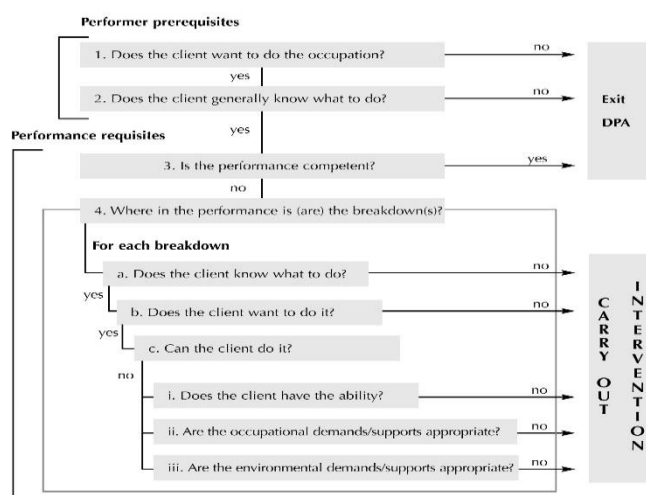 Performer prerequisites
1. Does the client want to do the occupation?
no
yes
2. Does the client generally know what to do?
no
Exit
DPA
yes
Performance requisites
3. Is the performance competent?
yes
no
4. Where in the performance is (are) the breakdown(s)?
For each breakdown
a. Does the client know what to do?
no
yes
b. Does the client want to do it?
no
yes
c. Can the client do it?
no
i. Does the client have the ability?
no
ii. Are the occupational demands/supports appropriate?
no
iii. Are the environmental demands/supports appropriate?
no
CARRY OUT
INTERVENTION